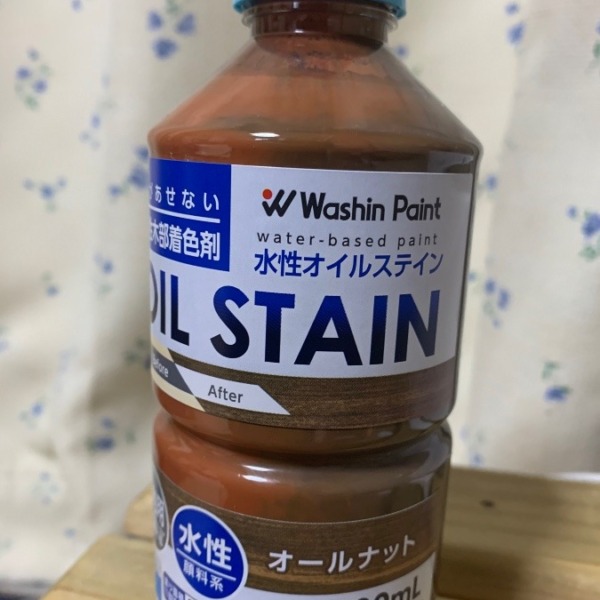 あせない
Washin Paint
water-based paint
木部着色剤
水性オイルステイン
OIL STAIN
After
水性
顔料系
オールナット
mL